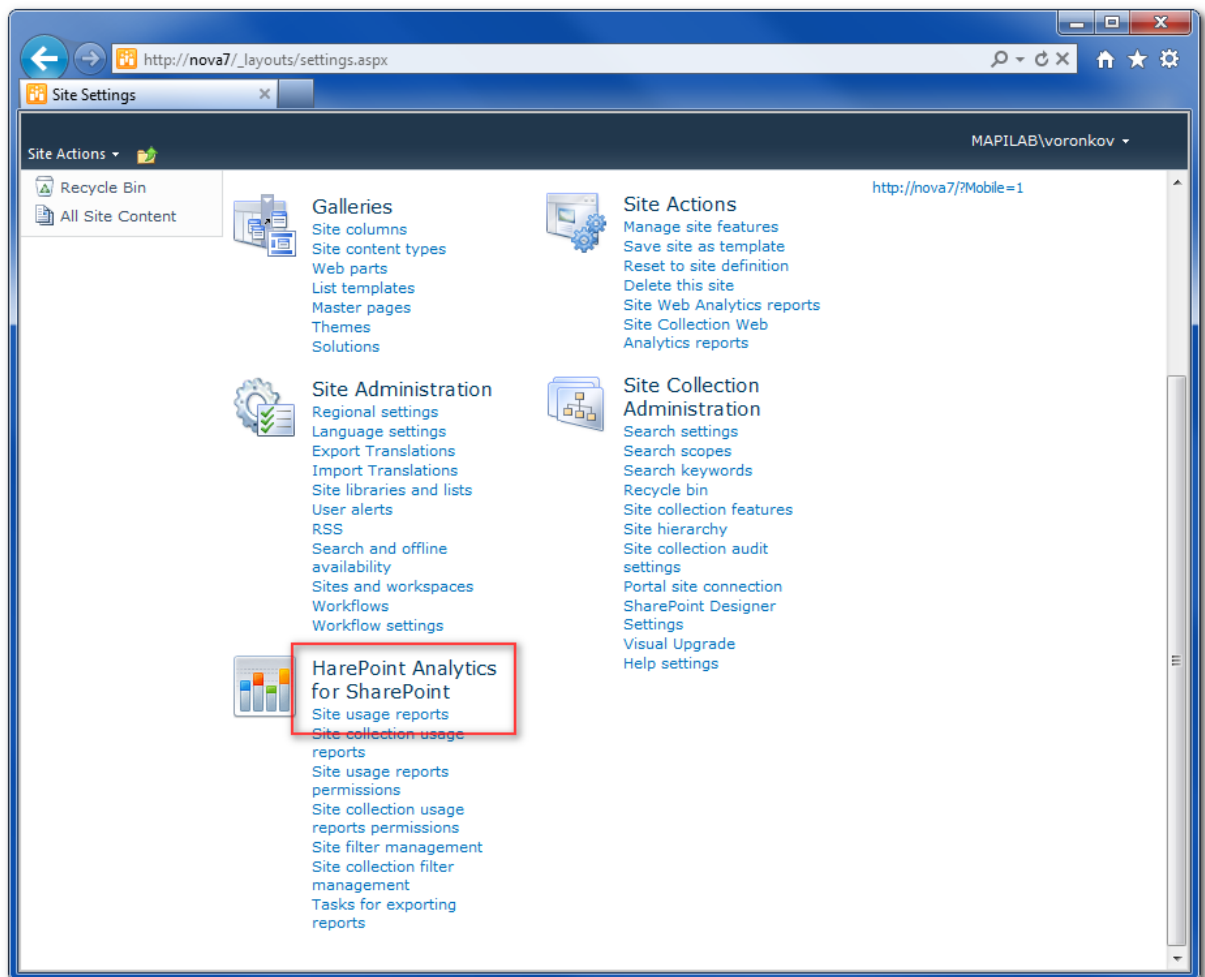 http://nova7/_layouts/settings.aspx
Site Settings
Site Actions
MAPILAB\voronkov
Recycle Bin
All Site Content
Galleries
Site columns
Site content types
Web parts
List templates
Master pages
Themes
Solutions
Site Actions
Manage site features
Save site as template
Reset to site definition
Delete this site
Site Web Analytics reports
Site Collection Web
Analytics reports
http://nova7/?Mobile=1
Site Administration
Regional settings
Language settings
Export Translations
Import Translations
Site libraries and lists
User alerts
RSS
Search and offline
availability
Sites and workspaces
Workflows
Workflow settings
Site Collection
Administration
Search settings
Search scopes
Search keywords
Recycle bin
Site collection features
Site hierarchy
Site collection audit
settings
Portal site connection
SharePoint Designer
Settings
Visual Upgrade
Help settings
HarePoint Analytics
for SharePoint
Site usage reports
Site collection usage
reports
Site usage reports
permissions
Site collection usage
reports permissions
Site filter management
Site collection filter
management
Tasks for exporting
reports